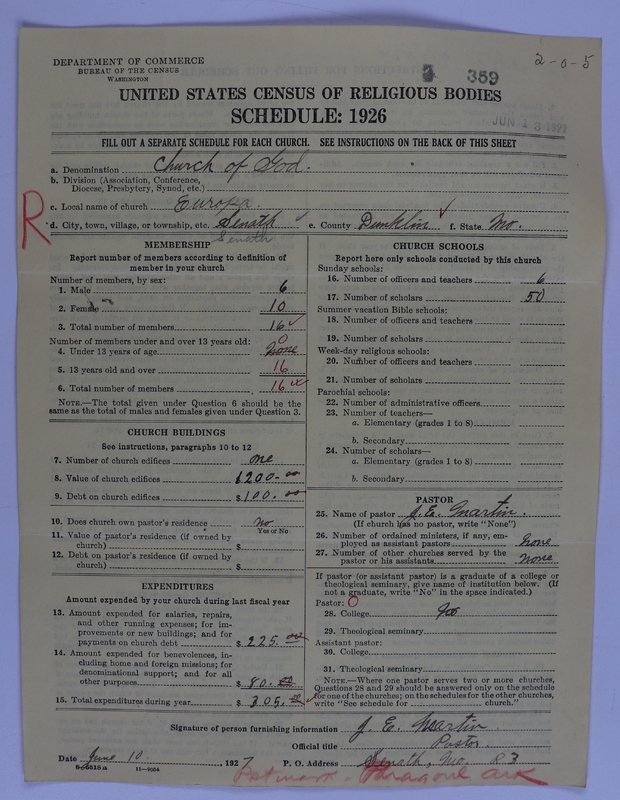 2-0-5
DEPARTMENT OF COMMERCE
BUREAU OF THE CENSUS
WASHINGTON
359
UNITED STATES CENSUS OF RELIGIOUS BODIES
SCHEDULE: 1926
JUN 13 1927
FILL OUT A SEPARATE SCHEDULE FOR EACH CHURCH. SEE INSTRUCTIONS ON THE BACK OF THIS SHEET
a. Denomination Church of God.
b. Division (Association, Conference,
Diocese, Presbytery, Synod, etc.)
c. Local name of church Europa.
R
d. City, town, village, or township, etc. Senath e. County Dunklin f. State Mo.
Senath
MEMBERSHIP
Report number of members according to definition of
member in your church
Number of members, by sex:
1. Male 6
2. Female 10
3. Total number of members 16
Number of members under and over 13 years old:
4. Under 13 years of age None 0
5. 13 years old and over 16
6. Total number of members 16
NOTE.—The total given under Question 6 should be the
same as the total of males and females given under Question 3.
CHURCH BUILDINGS
See instructions, paragraphs 10 to 12
7. Number of church edifices one
8. Value of church edifices $1200.00
9. Debt on church edifices $100.00
10. Does church own pastor's residence No
Yes or No
11. Value of pastor's residence (if owned by
church) $
12. Debt on pastor's residence (if owned by
church) $
EXPENDITURES
Amount expended by your church during last fiscal year
13. Amount expended for salaries, repairs,
and other running expenses; for im-
provements or new buildings; and for
payments on church debt $225.00
14. Amount expended for benevolences, in-
cluding home and foreign missions; for
denominational support; and for all
other purposes $80.00
15. Total expenditures during year $305.00
CHURCH SCHOOLS
Report here only schools conducted by this church
Sunday schools:
16. Number of officers and teachers 6
17. Number of scholars 50
Summer vacation Bible schools:
18. Number of officers and teachers
19. Number of scholars
Week-day religious schools:
20. Number of officers and teachers
21. Number of scholars
Parochial schools:
22. Number of administrative officers
23. Number of teachers—
a. Elementary (grades 1 to 8)
b. Secondary
24. Number of scholars—
a. Elementary (grades 1 to 8)
b. Secondary
PASTOR
25. Name of pastor J. E. Martin.
(If church has no pastor, write "None")
26. Number of ordained ministers, if any, em-
ployed as assistant pastors None
27. Number of other churches served by the
pastor or his assistants None
If pastor (or assistant pastor) is a graduate of a college or
theological seminary, give name of institution below. (If
not a graduate, write "No" in the space indicated.)
Pastor: 0
28. College No
29. Theological seminary
Assistant pastor:
30. College
31. Theological seminary
NOTE.—Where one pastor serves two or more churches,
Questions 28 and 29 should be answered only on the schedule
for one of the churches; on the schedules for the other churches,
write "See schedule for church."
Signature of person furnishing information J. E. Martin
Official title Pastor
Date June 10, 1927 P. O. Address Senath, Mo. R3
8-5518a 11-9054
Postmark - Paragould Ark